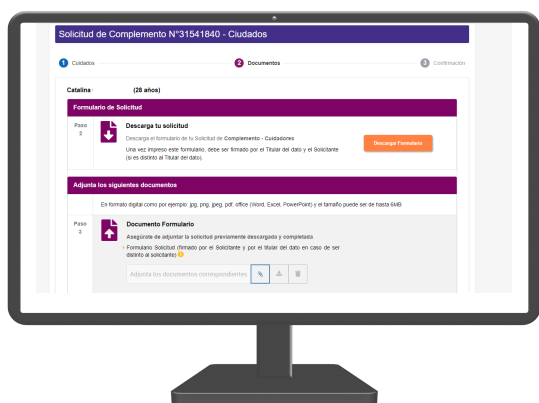 Solicitud de Complemento N°31541840 - Ciudados
1 Cuidados
2 Documentos
3 Confirmación
Catalina (28 años)
Formulario de Solicitud
Paso
2
Descarga tu solicitud
Descarga el formulario de tu Solicitud de Complemento - Cuidadores
Una vez impreso este formulario, debe ser firmado por el Titular del dato y el Solicitante
(si es distinto al Titular del dato).
Descargar Formulario
Adjunta los siguientes documentos
En formato digital como por ejemplo: jpg, png, jpeg, pdf, office (Word, Excel, PowerPoint) y el tamaño puede ser de hasta 6MB
Paso
3
Documento Formulario
Asegúrate de adjuntar la solicitud previamente descargada y completada
Formulario Solicitud (firmado por el Solicitante y por el titular del dato en caso de ser
distinto al solicitante)
Adjunta los documentos correspondientes